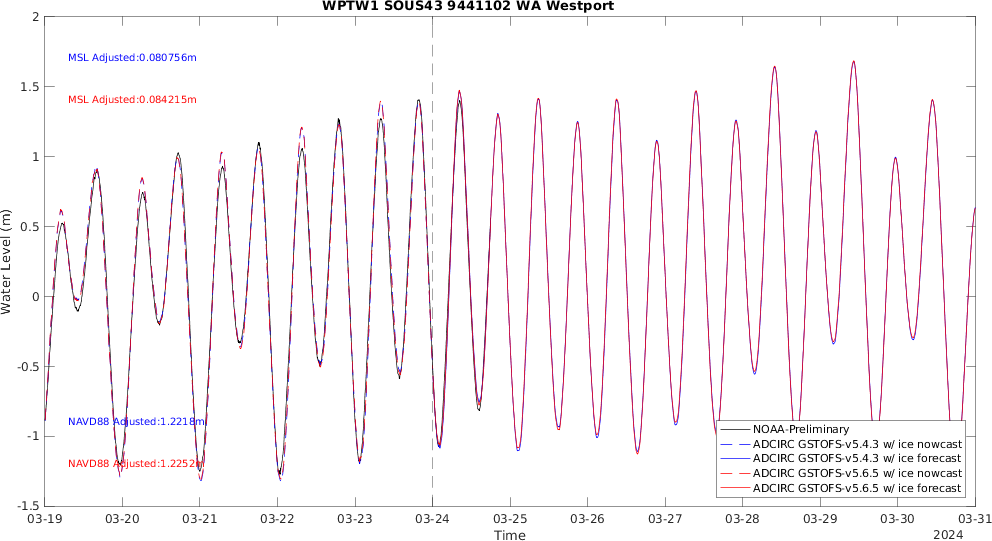 WPTW1 SOUS43 9441102 WA Westport
MSL Adjusted:0.080756m
MSL Adjusted:0.084215m
NAVD88 Adjusted:1.2218m
NAVD88 Adjusted:1.2252m
Water Level (m)
2
1.5
1
0.5
0
-0.5
-1
-1.5
NOAA-Preliminary
ADCIRC GSTOFS-v5.4.3 w/ ice nowcast
ADCIRC GSTOFS-v5.4.3 w/ ice forecast
ADCIRC GSTOFS-v5.6.5 w/ ice nowcast
ADCIRC GSTOFS-v5.6.5 w/ ice forecast
03-19 03-20 03-21 03-22 03-23 03-24 03-25 03-26 03-27 03-28 03-29 03-30 03-31
Time
2024